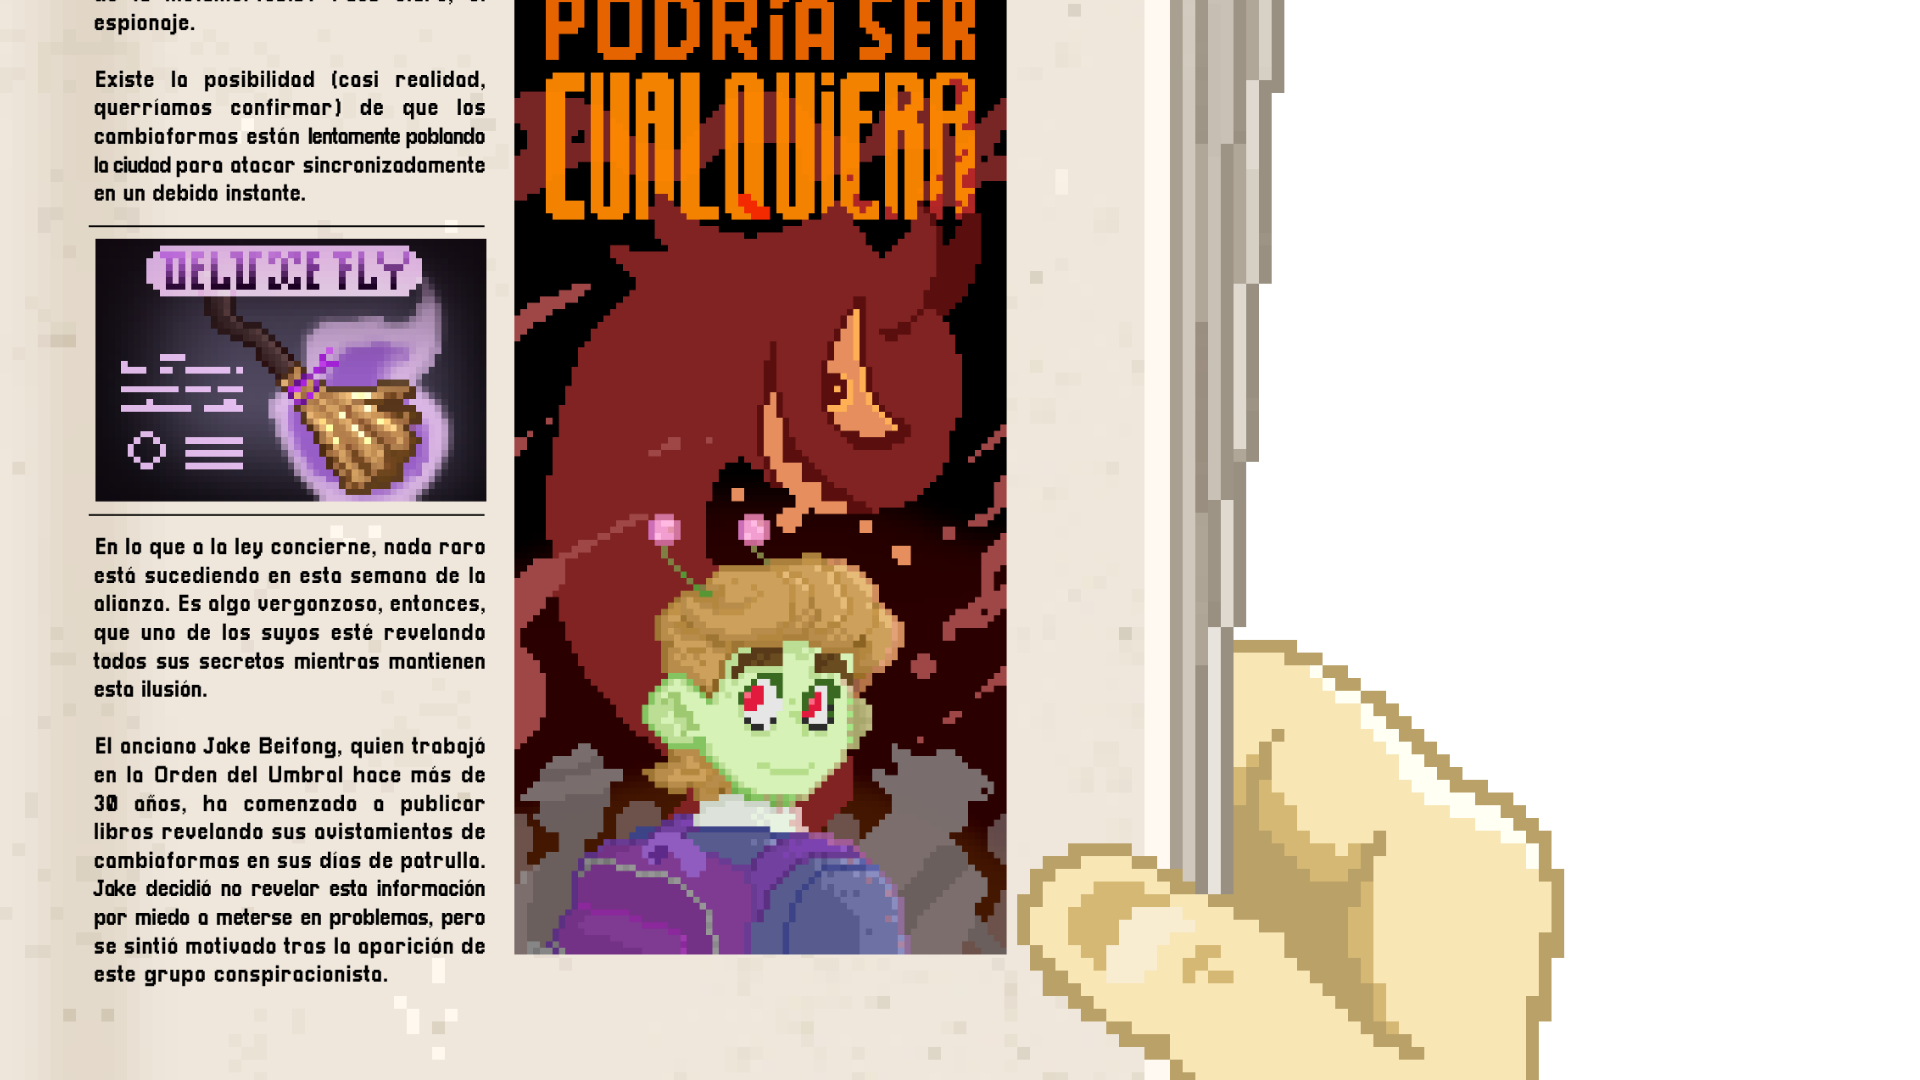 espionaje.
Existe la posibilidad (casi realidad,
querríamos confirmar) de que los
cambiaformas están lentamente poblando
la ciudad para atacar sincronizadamente
en un debido instante.
DELUXE FLY
En lo que a la ley concierne, nada raro
está sucediendo en esta semana de la
alianza. Es algo vergonzoso, entonces,
que uno de los suyos esté revelando
todos sus secretos mientras mantienen
esta ilusión.
El anciano Jake Beifong, quien trabajó
en la Orden del Umbral hace más de
30 años, ha comenzado a publicar
libros revelando sus avistamientos de
cambiaformas en sus días de patrulla.
Jake decidió no revelar esta información
por miedo a meterse en problemas, pero
se sintió motivado tras la aparición de
este grupo conspiracionista.
PODRÍA SER
CUALQUIERA